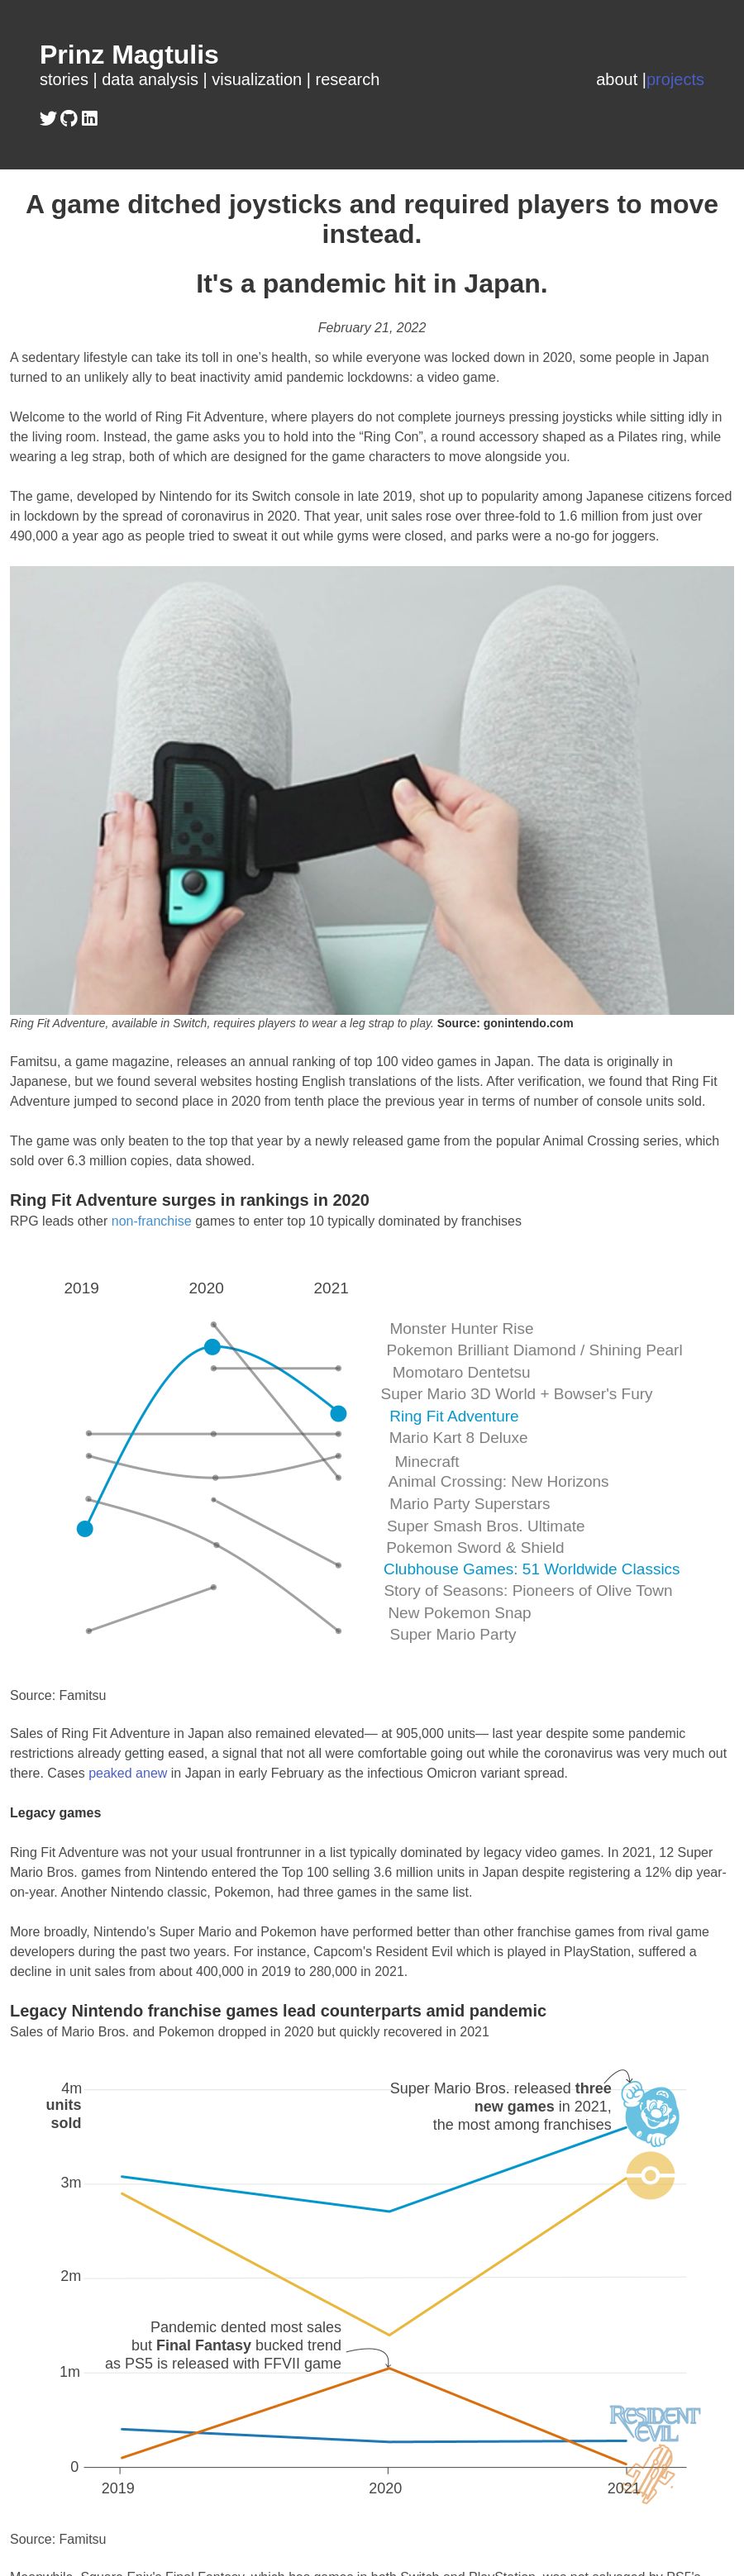 Prinz Magtulis
stories | data analysis | visualization | research
about |projects
A game ditched joysticks and required players to move
instead.
It's a pandemic hit in Japan.
February 21, 2022
A sedentary lifestyle can take its toll in one’s health, so while everyone was locked down in 2020, some people in Japan
turned to an unlikely ally to beat inactivity amid pandemic lockdowns: a video game.
Welcome to the world of Ring Fit Adventure, where players do not complete journeys pressing joysticks while sitting idly in
the living room. Instead, the game asks you to hold into the “Ring Con”, a round accessory shaped as a Pilates ring, while
wearing a leg strap, both of which are designed for the game characters to move alongside you.
The game, developed by Nintendo for its Switch console in late 2019, shot up to popularity among Japanese citizens forced
in lockdown by the spread of coronavirus in 2020. That year, unit sales rose over three-fold to 1.6 million from just over
490,000 a year ago as people tried to sweat it out while gyms were closed, and parks were a no-go for joggers.
Ring Fit Adventure, available in Switch, requires players to wear a leg strap to play. Source: gonintendo.com
Famitsu, a game magazine, releases an annual ranking of top 100 video games in Japan. The data is originally in
Japanese, but we found several websites hosting English translations of the lists. After verification, we found that Ring Fit
Adventure jumped to second place in 2020 from tenth place the previous year in terms of number of console units sold.
The game was only beaten to the top that year by a newly released game from the popular Animal Crossing series, which
sold over 6.3 million copies, data showed.
Ring Fit Adventure surges in rankings in 2020
RPG leads other non-franchise games to enter top 10 typically dominated by franchises
2019 2020 2021
Monster Hunter Rise
Pokemon Brilliant Diamond / Shining Pearl
Momotaro Dentetsu
Super Mario 3D World + Bowser's Fury
Ring Fit Adventure
Mario Kart 8 Deluxe
Minecraft
Animal Crossing: New Horizons
Mario Party Superstars
Super Smash Bros. Ultimate
Pokemon Sword & Shield
Clubhouse Games: 51 Worldwide Classics
Story of Seasons: Pioneers of Olive Town
New Pokemon Snap
Super Mario Party
Source: Famitsu
Sales of Ring Fit Adventure in Japan also remained elevated— at 905,000 units— last year despite some pandemic
restrictions already getting eased, a signal that not all were comfortable going out while the coronavirus was very much out
there. Cases peaked anew in Japan in early February as the infectious Omicron variant spread.
Legacy games
Ring Fit Adventure was not your usual frontrunner in a list typically dominated by legacy video games. In 2021, 12 Super
Mario Bros. games from Nintendo entered the Top 100 selling 3.6 million units in Japan despite registering a 12% dip year-
on-year. Another Nintendo classic, Pokemon, had three games in the same list.
More broadly, Nintendo's Super Mario and Pokemon have performed better than other franchise games from rival game
developers during the past two years. For instance, Capcom's Resident Evil which is played in PlayStation, suffered a
decline in unit sales from about 400,000 in 2019 to 280,000 in 2021.
Legacy Nintendo franchise games lead counterparts amid pandemic
Sales of Mario Bros. and Pokemon dropped in 2020 but quickly recovered in 2021
4m
units
sold
Super Mario Bros. released three
new games in 2021,
the most among franchises
3m
2m
Pandemic dented most sales
but Final Fantasy bucked trend
as PS5 is released with FFVII game
1m
RESIDENT
EVIL
0
2019 2020 2021
Source: Famitsu
Meanwhile, Square Enix's Final Fantasy, which has games in both Switch and PlayStation, was not salvaged by PS5's